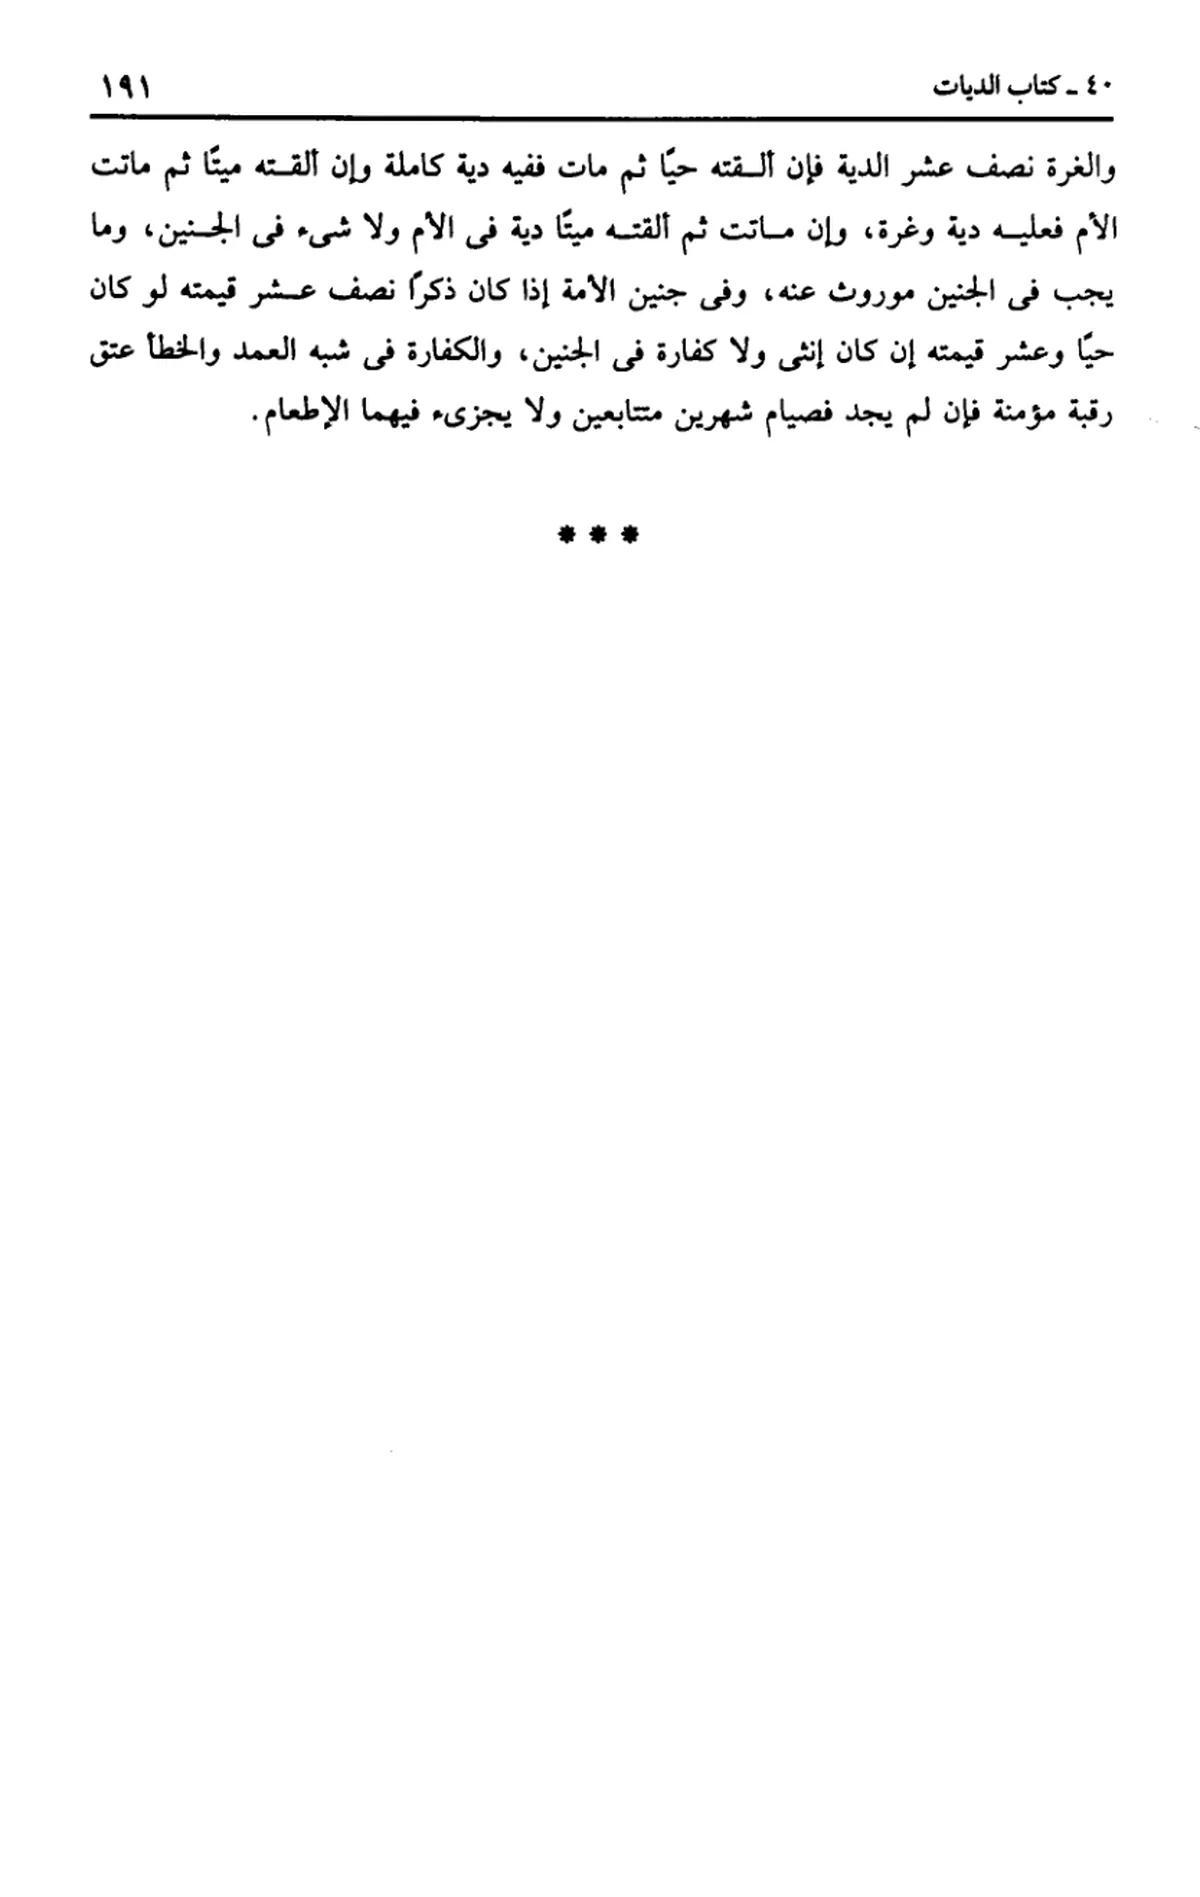 ٤٠ - كتاب الديات
١٩١
والغرة نصف عشر الدية فإن ألقته حيًا ثم مات ففيه دية كاملة وإن ألقته ميتًا ثم ماتت
الأم فعليه دية وغرة، وإن ماتت ثم ألقته ميتًا دية فى الأم ولا شىء فى الجنين، وما
يجب فى الجنين موروث عنه، وفى جنين الأمة إذا كان ذكرًا نصف عشر قيمته لو كان
حيًا وعشر قيمته إن كان إنثى ولا كفارة فى الجنين، والكفارة فى شبه العمد والخطأ عتق
رقبة مؤمنة فإن لم يجد فصيام شهرين متتابعين ولا يجزىء فيهما الإطعام.
* * *